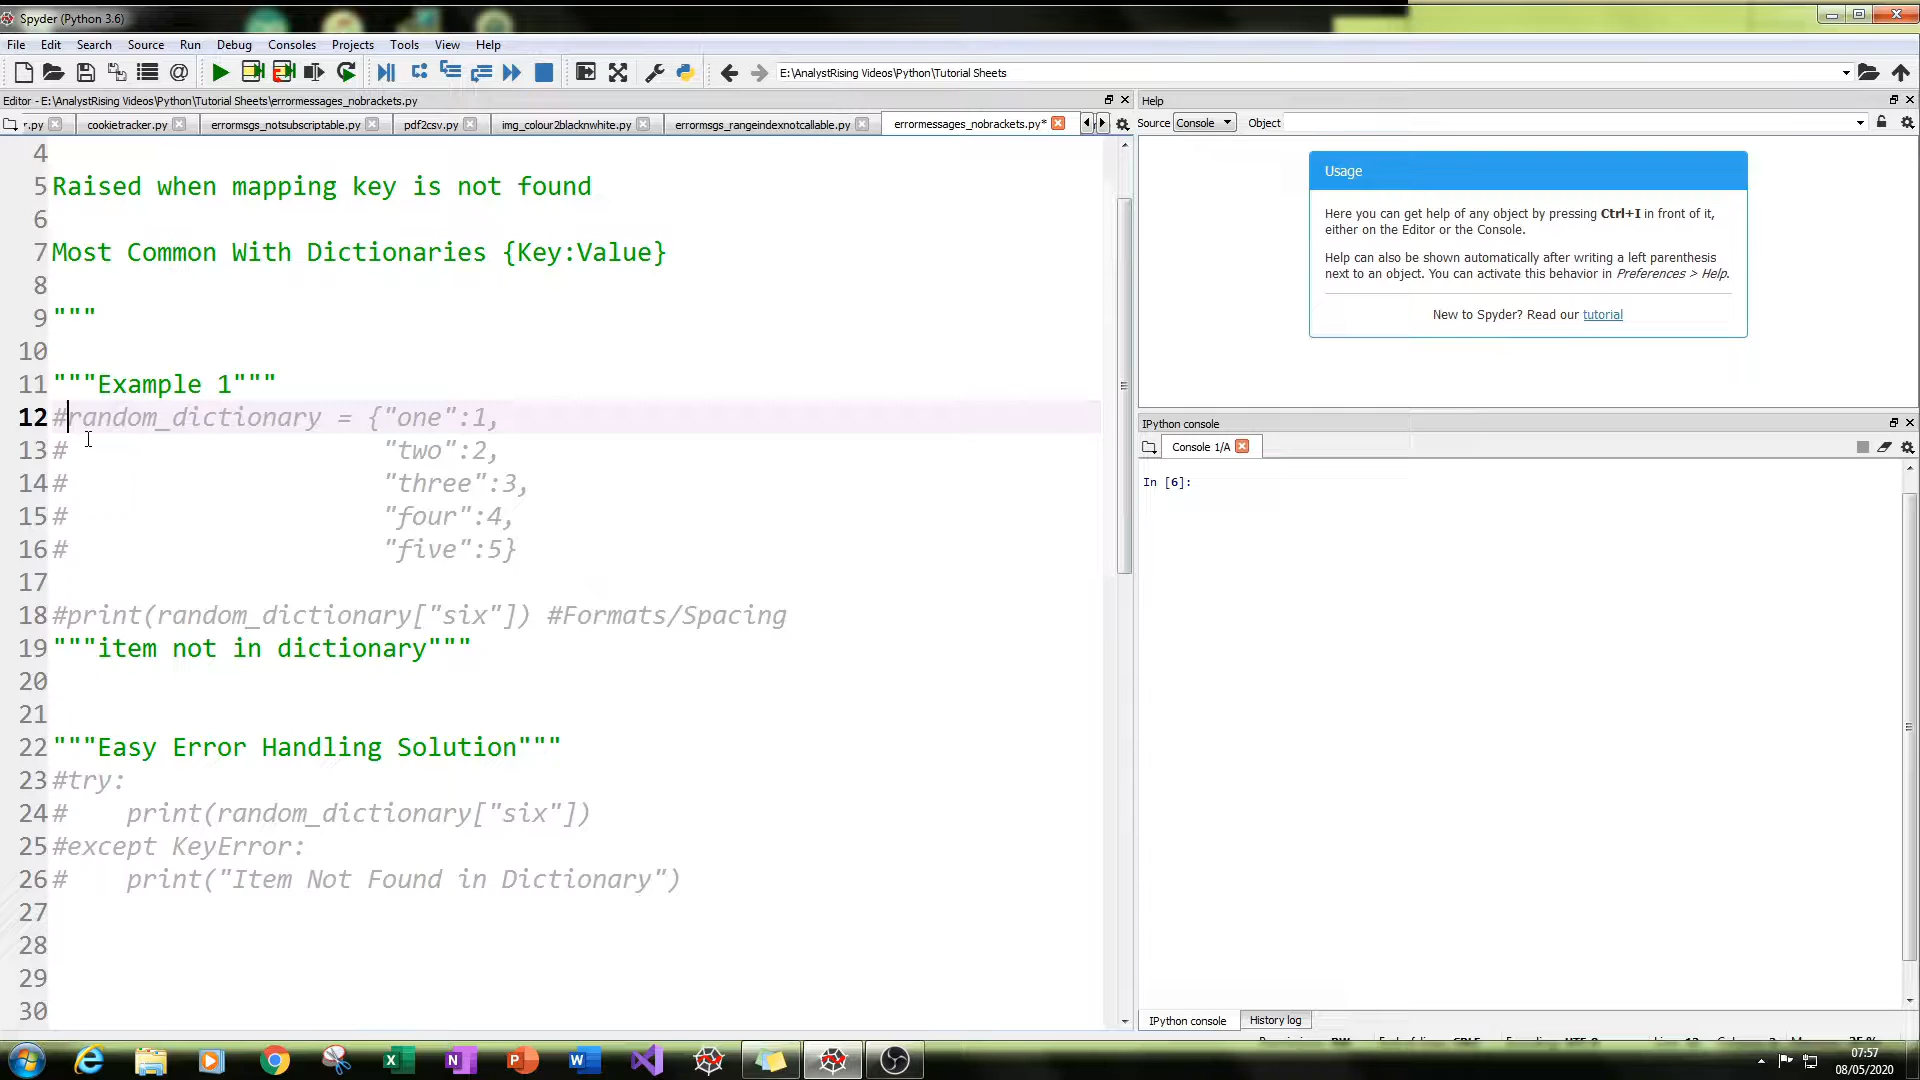 Spyder (Python 3.6)
File Edit Search Source Run Debug Consoles Projects Tools View Help
E:\AnalystRising Videos\Python\Tutorial Sheets
Editor - E:\AnalystRising Videos\Python\Tutorial Sheets\errormessages_nobrackets.py
r.py cookietracker.py errormsgs_notsubscriptable.py pdf2csv.py img_colour2blacknwhite.py errormsgs_rangeindexnotcallable.py errormessages_nobrackets.py*
4
5 Raised when mapping key is not found
6
7 Most Common With Dictionaries {Key:Value}
8
9 """
10
11 """Example 1"""
12 #random_dictionary = {"one":1,
13 #                     "two":2,
14 #                     "three":3,
15 #                     "four":4,
16 #                     "five":5}
17
18 #print(random_dictionary["six"]) #Formats/Spacing
19 """item not in dictionary"""
20
21
22 """Easy Error Handling Solution"""
23 #try:
24 #    print(random_dictionary["six"])
25 #except KeyError:
26 #    print("Item Not Found in Dictionary")
27
28
29
30
Help
Source Console Object
Usage
Here you can get help of any object by pressing Ctrl+I in front of it,
either on the Editor or the Console.
Help can also be shown automatically after writing a left parenthesis
next to an object. You can activate this behavior in Preferences > Help.
New to Spyder? Read our tutorial
IPython console
Console 1/A
In [6]:
IPython console History log
07:57
08/05/2020